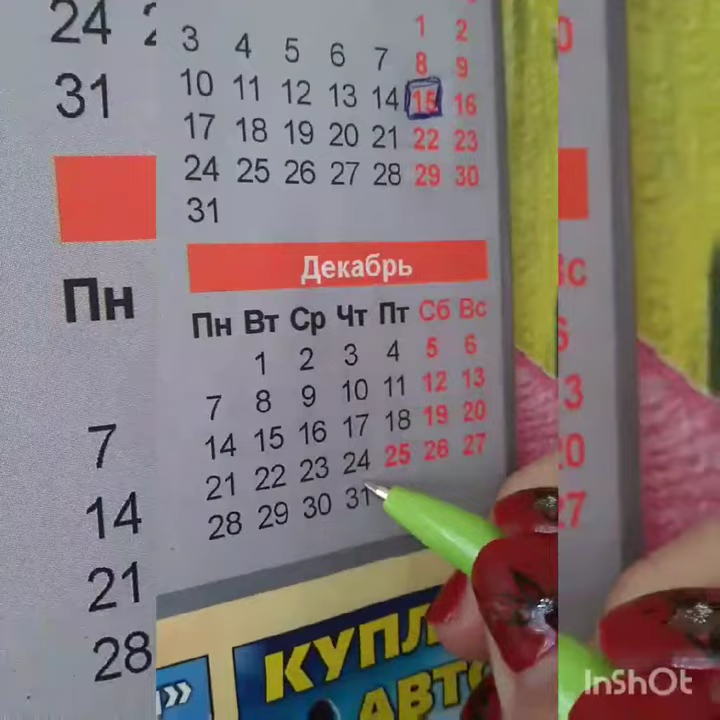 1 2
3 4 5 6 7 8 9
10 11 12 13 14 15 16
17 18 19 20 21 22 23
24 25 26 27 28 29 30
31
Декабрь
Пн Вт Ср Чт Пт Сб Вс
1 2 3 4 5 6
7 8 9 10 11 12 13
14 15 16 17 18 19 20
21 22 23 24 25 26 27
28 29 30 31
КУПЛ
АВТО
24
31
Пн
7
14
21
28
InShOt